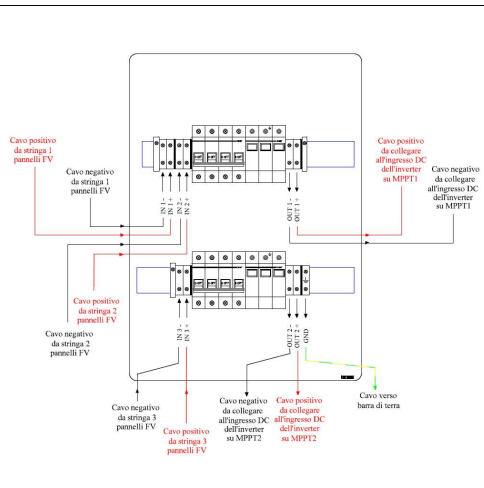 Cavo positivo
da stringa 1
pannelli FV
Cavo negativo
da stringa 1
pannelli FV
Cavo positivo
da collegare
all'ingresso DC
dell'inverter
su MPPT1
Cavo negativo
da collegare
all'ingresso DC
dell'inverter
su MPPT1
IN 1 -
IN 1 +
IN 2 -
IN 2 +
OUT 1 -
OUT 1 +
Cavo positivo
da stringa 2
pannelli FV
Cavo negativo
da stringa 2
pannelli FV
IN 3 -
IN 3 +
OUT 2 -
OUT 2 +
GND
Cavo negativo
da stringa 3
pannelli FV
Cavo positivo
da stringa 3
pannelli FV
Cavo negativo
da collegare
all'ingresso DC
dell'inverter
su MPPT2
Cavo positivo
da collegare
all'ingresso DC
dell'inverter
su MPPT2
Cavo verso
barra di terra